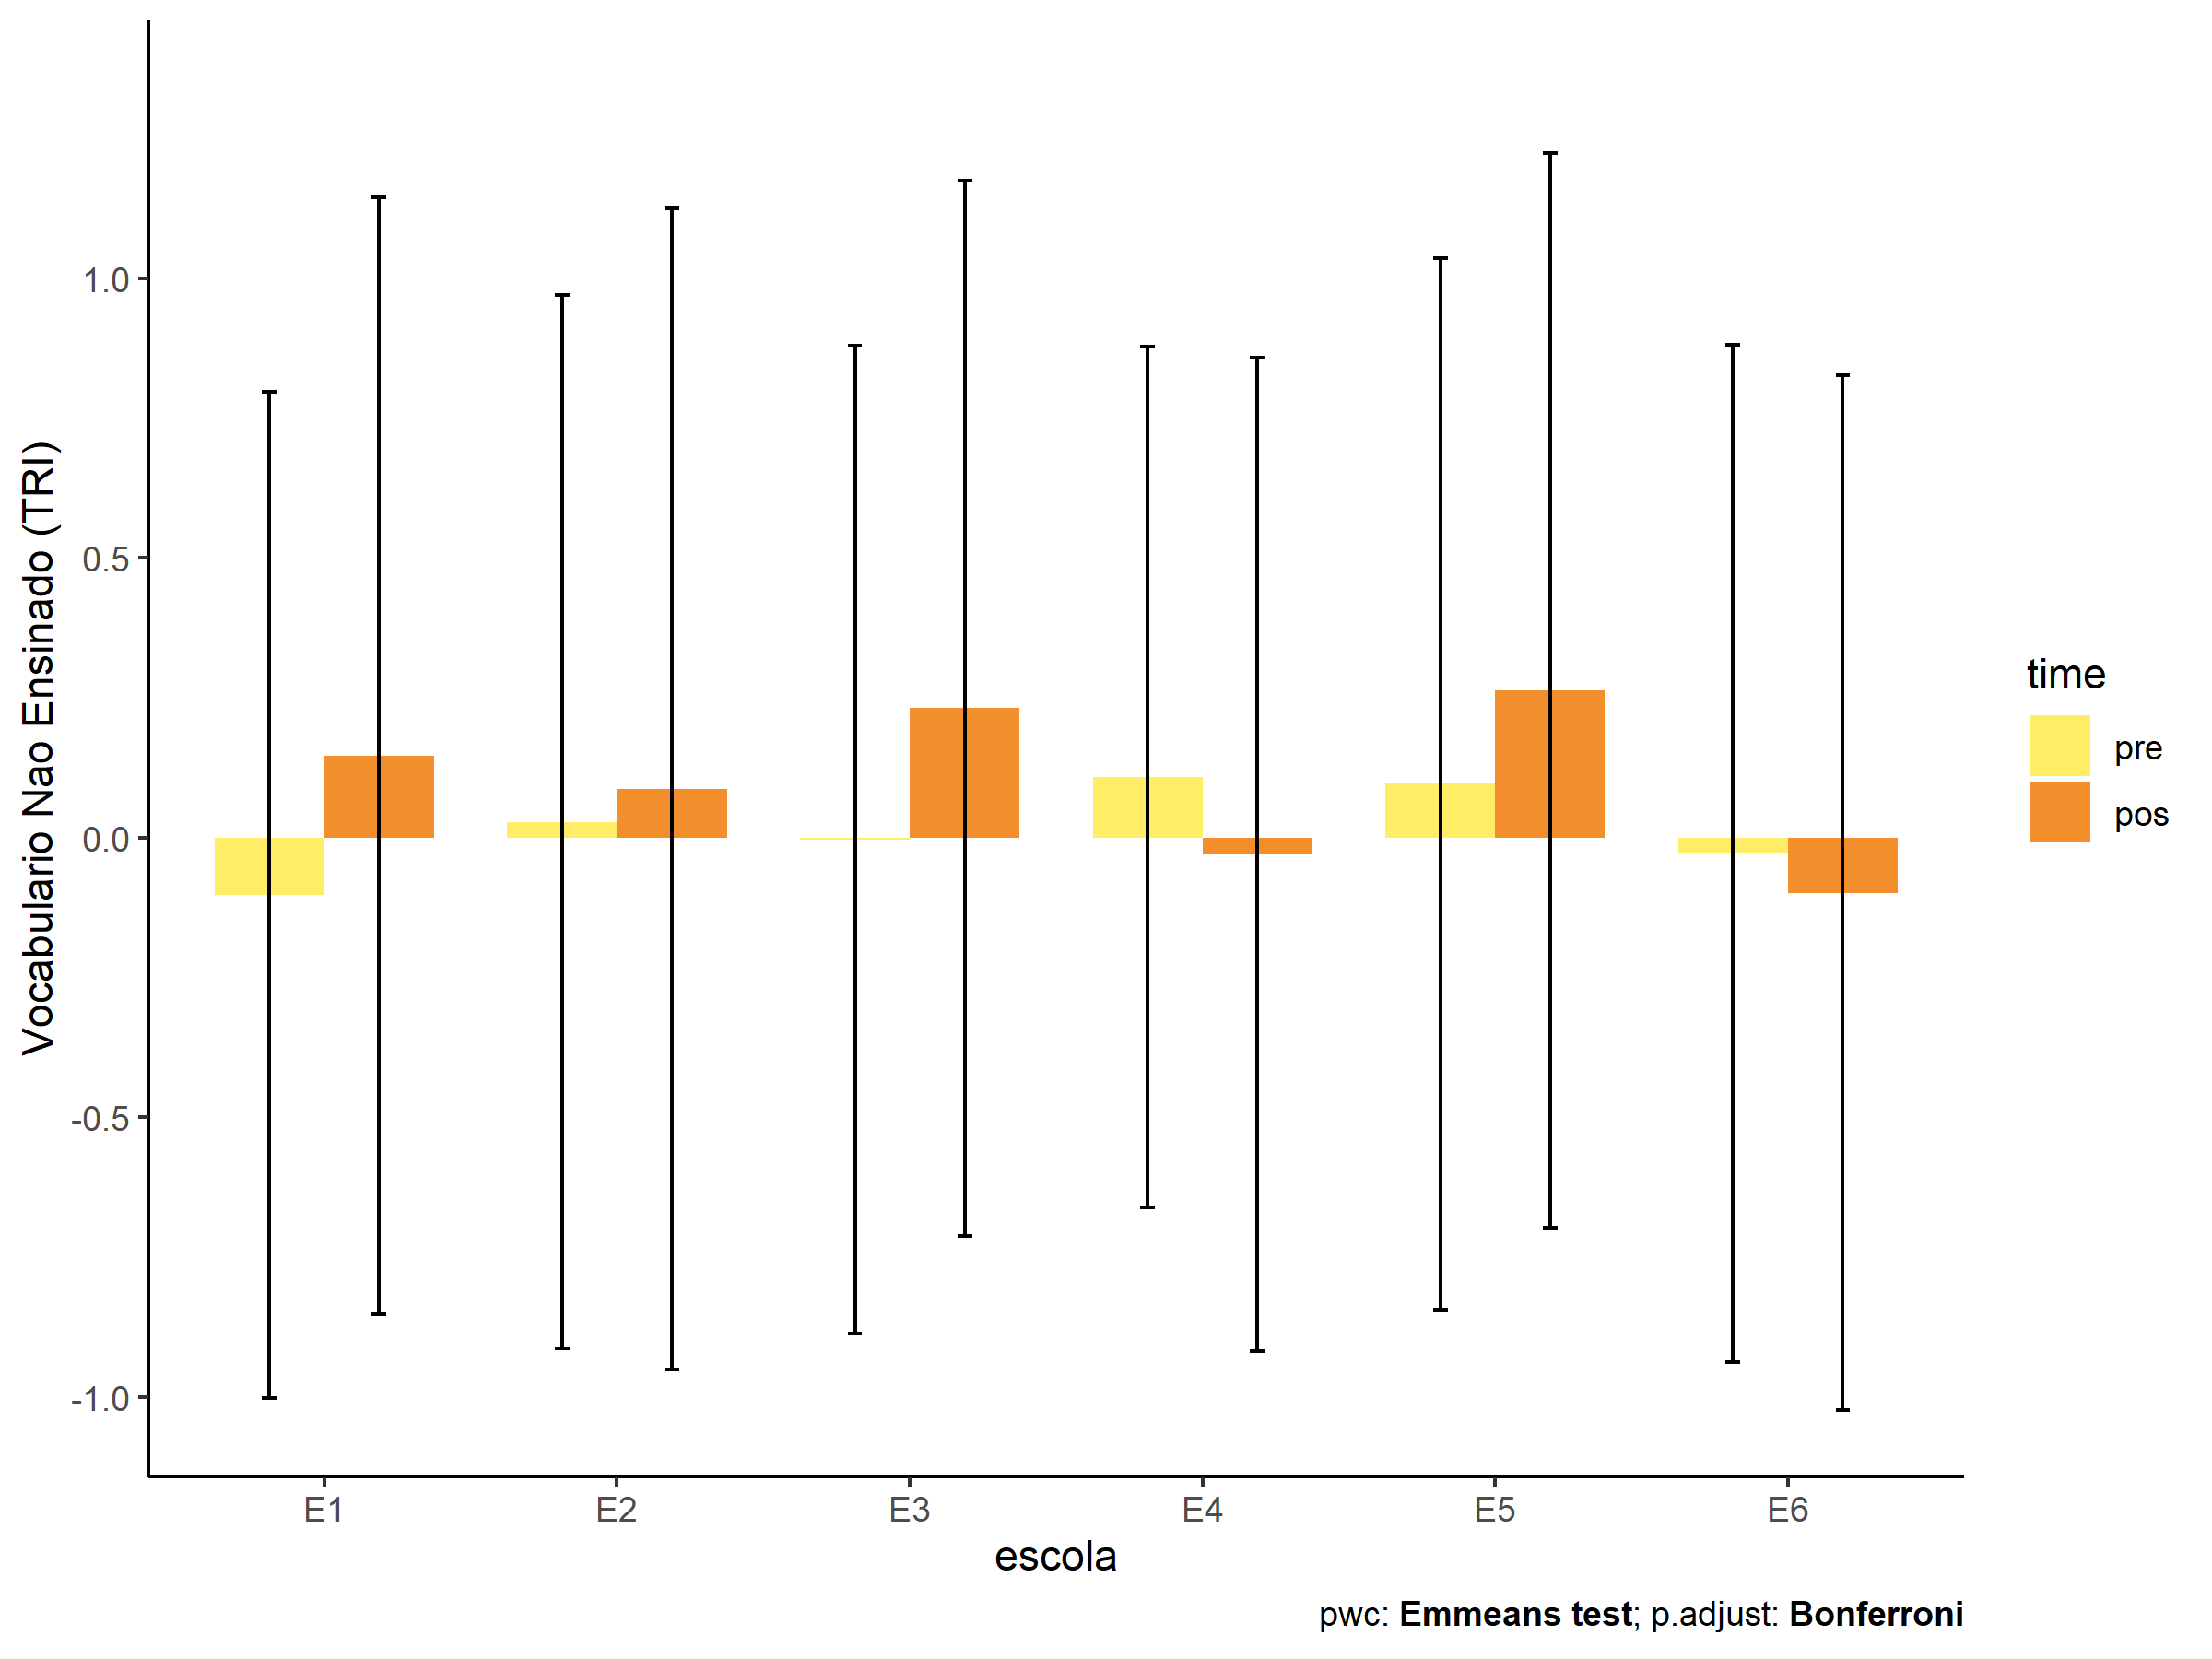 Vocabulario Nao Ensinado (TRI)
1.0
0.5
0.0
-0.5
-1.0
E1 E2 E3 E4 E5 E6
escola
time
pre
pos
pwc: Emmeans test; p.adjust: Bonferroni